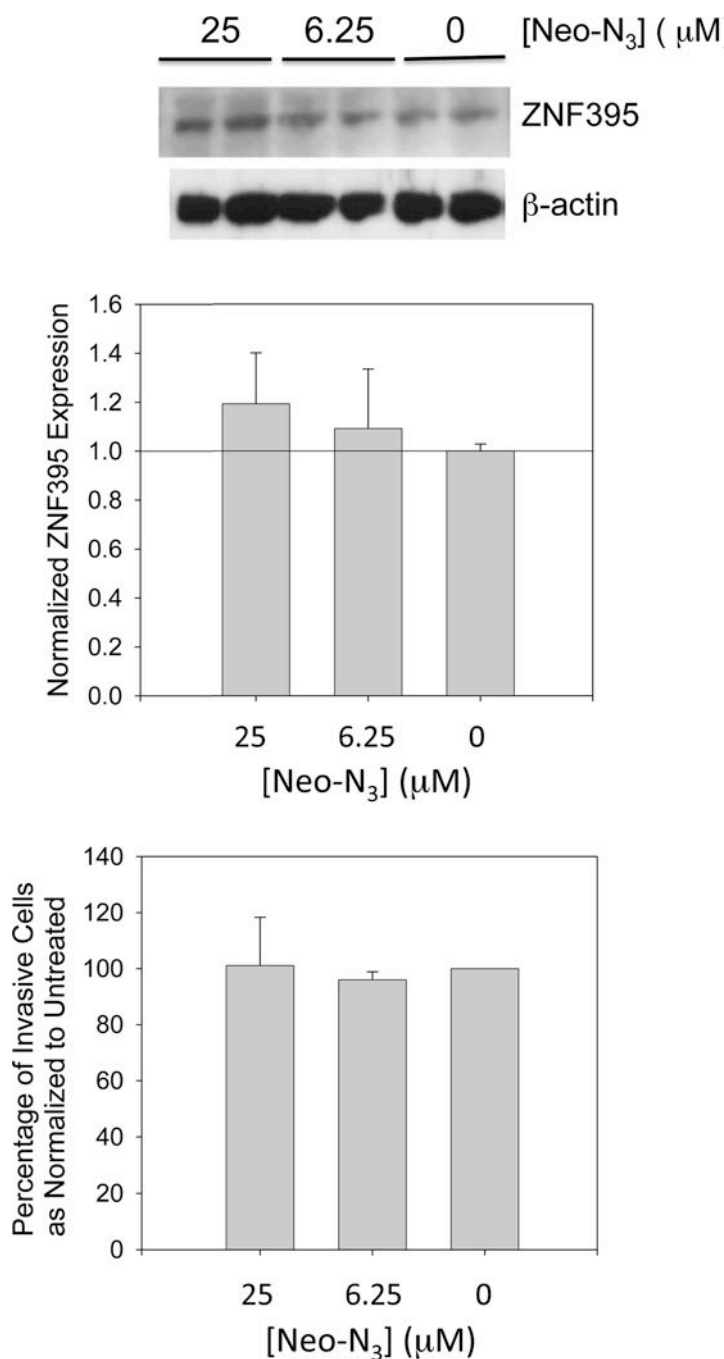 25 6.25 0 [Neo-N₃] ( μM
ZNF395
β-actin
Normalized ZNF395 Expression
1.6
1.4
1.2
1.0
0.8
0.6
0.4
0.2
0.0
25 6.25 0
[Neo-N₃] (μM)
Percentage of Invasive Cells
as Normalized to Untreated
140
120
100
80
60
40
20
0
25 6.25 0
[Neo-N₃] (μM)